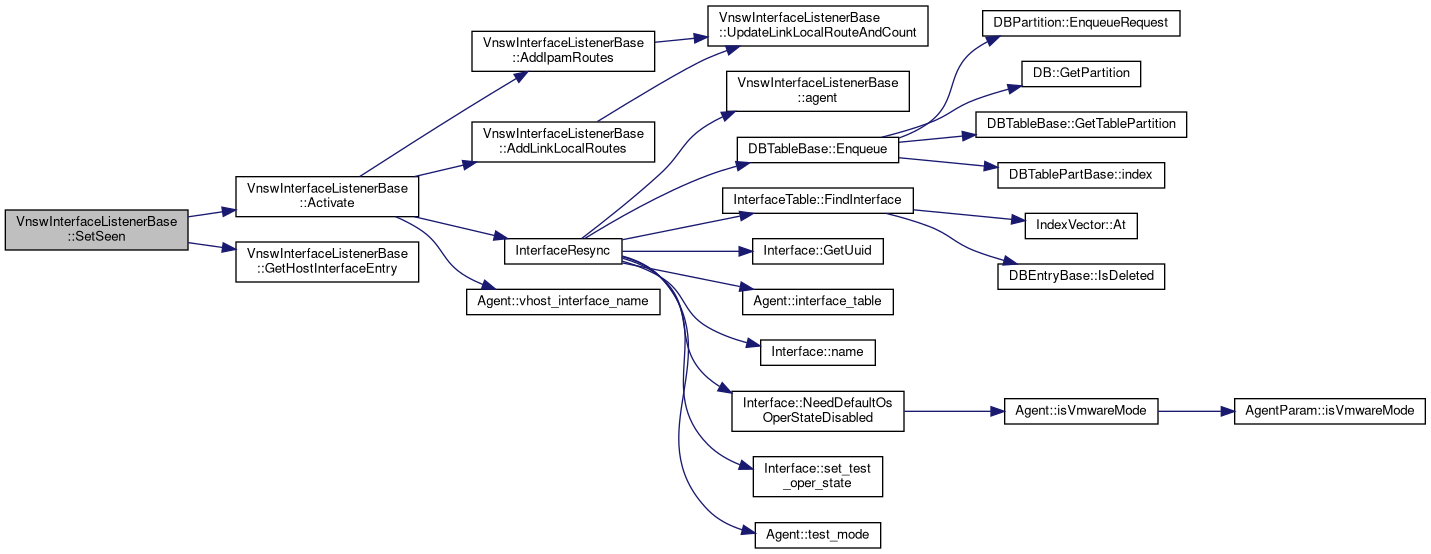 VnswInterfaceListenerBase
::SetSeen
VnswInterfaceListenerBase
::Activate
VnswInterfaceListenerBase
::GetHostInterfaceEntry
VnswInterfaceListenerBase
::AddIpamRoutes
VnswInterfaceListenerBase
::AddLinkLocalRoutes
InterfaceResync
Agent::vhost_interface_name
VnswInterfaceListenerBase
::UpdateLinkLocalRouteAndCount
VnswInterfaceListenerBase
::agent
DBTableBase::Enqueue
InterfaceTable::FindInterface
Interface::GetUuid
Agent::interface_table
Interface::name
Interface::NeedDefaultOs
OperStateDisabled
Interface::set_test
_oper_state
Agent::test_mode
DBPartition::EnqueueRequest
DB::GetPartition
DBTableBase::GetTablePartition
DBTablePartBase::index
IndexVector::At
DBEntryBase::IsDeleted
Agent::isVmwareMode
AgentParam::isVmwareMode